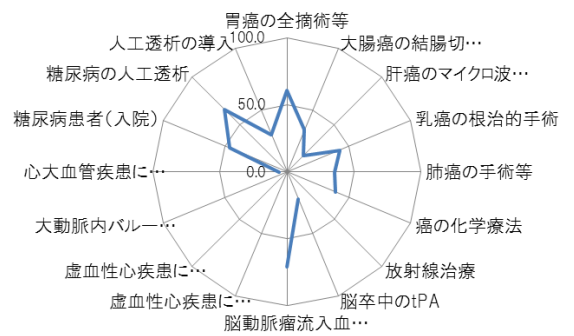 胃癌の全摘術等
100.0
人工透析の導入
大腸癌の結腸切…
糖尿病の人工透析
肝癌のマイクロ波…
50.0
糖尿病患者（入院）
乳癌の根治的手術
心大血管疾患に…
0.0
肺癌の手術等
大動脈内バルー…
癌の化学療法
虚血性心疾患に…
放射線治療
虚血性心疾患に…
脳卒中のtPA
脳動脈瘤流入血…